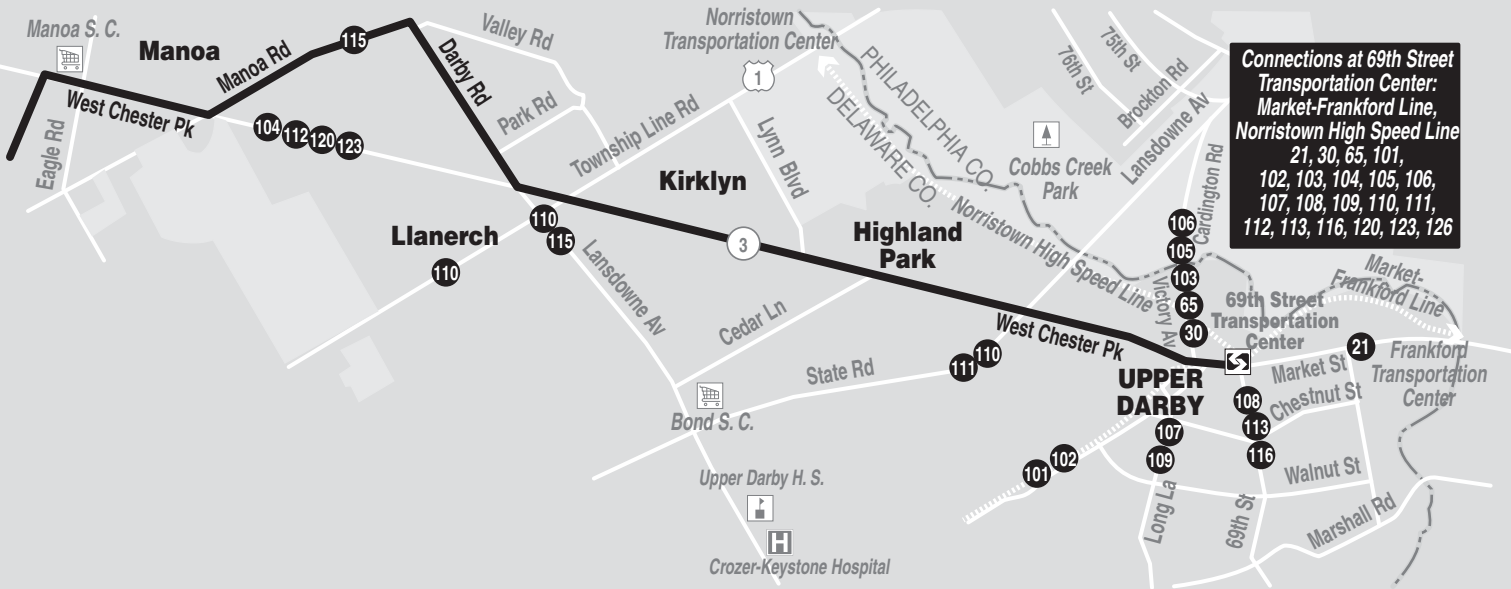 Manoa S. C.
Manoa
Manoa Rd
115
Darby Rd
Valley Rd
Park Rd
West Chester Pk
Eagle Rd
104
112
120
123
Norristown
Transportation Center
1
Township Line Rd
Lynn Blvd
Kirklyn
Llanerch
110
110
115
3
Lansdowne Av
Cedar Ln
State Rd
Highland
Park
PHILADELPHIA CO.
DELAWARE CO.
Norristown High Speed Line
Cobbs Creek
Park
76th St
75th St
Brockton Rd
Lansdowne Av
Cardington Rd
Connections at 69th Street
Transportation Center:
Market-Frankford Line,
Norristown High Speed Line
21, 30, 65, 101,
102, 103, 104, 105, 106,
107, 108, 109, 110, 111,
112, 113, 116, 120, 123, 126
106
105
103
65
30
Victory Av
69th Street
Transportation
Center
Market-
Frankford Line
21
Frankford
Transportation
Center
West Chester Pk
111
110
UPPER
DARBY
Market St
Chestnut St
108
113
116
107
109
102
101
Walnut St
Long La
69th St
Marshall Rd
Bond S. C.
Upper Darby H. S.
H
Crozer-Keystone Hospital